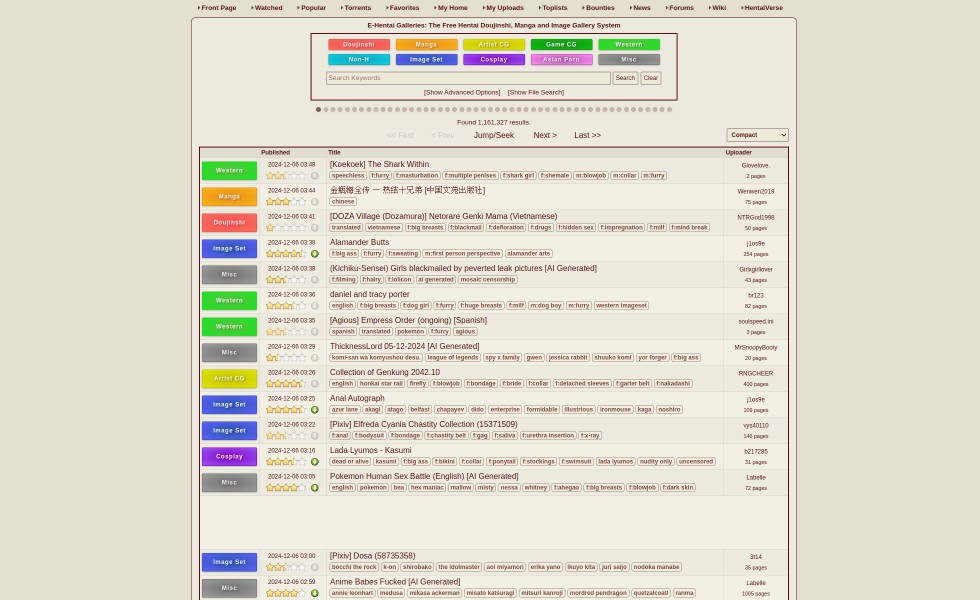 Front Page Watched Popular Torrents Favorites My Home My Uploads Toplists Bounties News Forums Wiki HentaiVerse
E-Hentai Galleries: The Free Hentai Doujinshi, Manga and Image Gallery System
Doujinshi Manga Artist CG Game CG Western
Non-H Image Set Cosplay Asian Porn Misc
Search Keywords Search Clear
[Show Advanced Options] [Show File Search]
Found 1,161,327 results.
<< First < Prev Jump/Seek Next > Last >> Compact
Published Title Uploader
Western 2024-12-06 03:48 [Koekoek] The Shark Within Glovelove.
speechless f:furry f:masturbation f:multiple penises f:shark girl f:shemale m:blowjob m:collar m:furry 2 pages
Manga 2024-12-06 03:44 金瓶梅全传 一 热结十兄弟 [中国文苑出版社] Wenwen2019
chinese 75 pages
Doujinshi 2024-12-06 03:41 [DOZA Village (Dozamura)] Netorare Genki Mama (Vietnamese) NTRGod1998
translated vietnamese f:big breasts f:blackmail f:defloration f:drugs f:hidden sex f:impregnation f:milf f:mind break 50 pages
Image Set 2024-12-06 03:38 Alamander Butts j1os9e
f:big ass f:furry f:sweating m:first person perspective alamander arts 254 pages
Misc 2024-12-06 03:38 (Kichiku-Sensei) Girls blackmailed by peverted leak pictures [AI Generated] Girlxgirllover
f:filming f:hairy f:lolicon ai generated mosaic censorship 43 pages
Western 2024-12-06 03:36 daniel and tracy porter br123
english f:big breasts f:dog girl f:furry f:huge breasts f:milf m:dog boy m:furry western imageset 82 pages
Western 2024-12-06 03:35 [Agious] Empress Order (ongoing) [Spanish] soulspeed.ini
spanish translated pokemon f:furry agious 3 pages
Misc 2024-12-06 03:29 ThicknessLord 05-12-2024 [AI Generated] MrSnoopyBooty
komi-san wa komyushou desu. league of legends spy x family gwen jessica rabbit shuuko komi yor forger f:big ass 20 pages
Artist CG 2024-12-06 03:26 Collection of Genkung 2042.10 RNGCHEER
english honkai star rail firefly f:blowjob f:bondage f:bride f:collar f:detached sleeves f:garter belt f:nakadashi 400 pages
Image Set 2024-12-06 03:25 Anal Autograph j1os9e
azur lane akagi atago belfast chapayev dido enterprise formidable illustrious ironmouse kaga noshiro 109 pages
Image Set 2024-12-06 03:22 [Pixiv] Elfreda Cyania Chastity Collection (15371509) vys40110
f:anal f:bodysuit f:bondage f:chastity belt f:gag f:saliva f:urethra insertion f:x-ray 146 pages
Cosplay 2024-12-06 03:16 Lada Lyumos - Kasumi b217285
dead or alive kasumi f:big ass f:bikini f:collar f:ponytail f:stockings f:swimsuit lada lyumos nudity only uncensored 31 pages
Misc 2024-12-06 03:05 Pokemon Human Sex Battle (English) [AI Generated] Labelle
english pokemon bea hex maniac mallow misty nessa whitney f:ahegao f:big breasts f:blowjob f:dark skin 72 pages
Image Set 2024-12-06 03:00 [Pixiv] Dosa (58735358) 3t14
bocchi the rock k-on shirobako the idolmaster aoi miyamori erika yano ikuyo kita juri saijo nodoka manabe 35 pages
Misc 2024-12-06 02:59 Anime Babes Fucked [AI Generated] Labelle
annie leonhart medusa mikasa ackerman misato katsuragi mitsuri kanroji mordred pendragon quetzalcoatl ranma 1005 pages